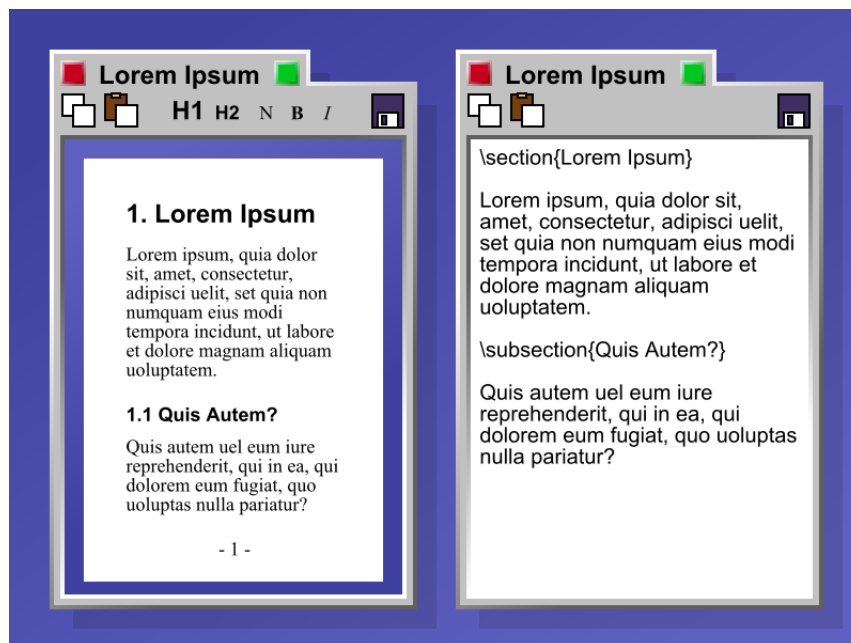 Lorem Ipsum
H1 H2 N B I
1. Lorem Ipsum
Lorem ipsum, quia dolor
sit, amet, consectetur,
adipisci uelit, set quia non
numquam eius modi
tempora incidunt, ut labore
et dolore magnam aliquam
uoluptatem.
1.1 Quis Autem?
Quis autem uel eum iure
reprehenderit, qui in ea, qui
dolorem eum fugiat, quo
uoluptas nulla pariatur?
- 1 -
Lorem Ipsum
\section{Lorem Ipsum}
Lorem ipsum, quia dolor sit,
amet, consectetur, adipisci uelit,
set quia non numquam eius modi
tempora incidunt, ut labore et
dolore magnam aliquam
uoluptatem.
\subsection{Quis Autem?}
Quis autem uel eum iure
reprehenderit, qui in ea, qui
dolorem eum fugiat, quo uoluptas
nulla pariatur?